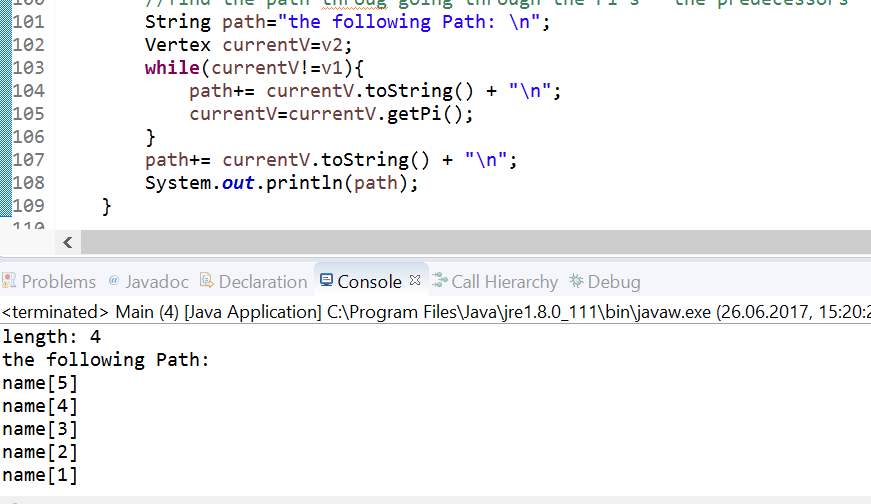 100 //find the path throug going through the Pi's the predecessors
101 String path="the following Path: \n";
102 Vertex currentV=v2;
103 while(currentV!=v1){
104 path+= currentV.toString() + "\n";
105 currentV=currentV.getPi();
106 }
107 path+= currentV.toString() + "\n";
108 System.out.println(path);
109 }
110
Problems @ Javadoc Declaration Console Call Hierarchy Debug
<terminated> Main (4) [Java Application] C:\Program Files\Java\jre1.8.0_111\bin\javaw.exe (26.06.2017, 15:20:2
length: 4
the following Path:
name[5]
name[4]
name[3]
name[2]
name[1]